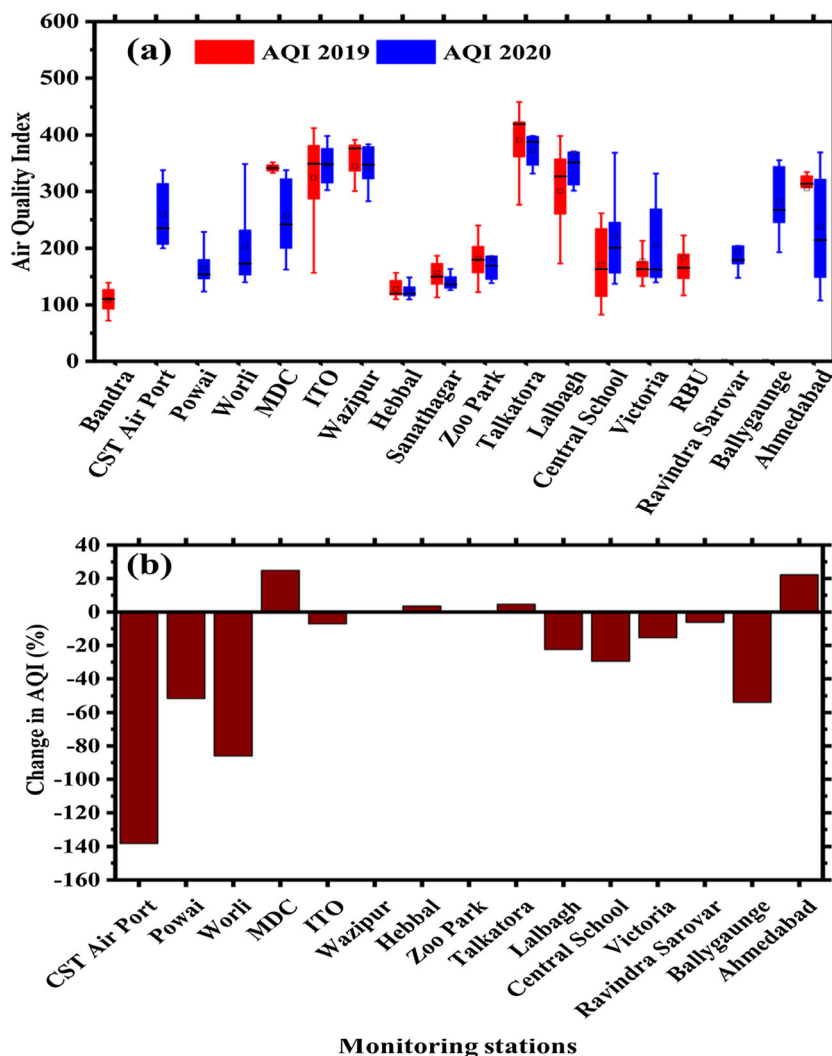 600
(a)
AQI 2019
AQI 2020
500
400
300
200
100
0
Air Quality Index
Bandra
CST Air Port
Powai
Worli
MDC
ITO
Wazipur
Hebbal
Sanathagar
Zoo Park
Talkatora
Lalbagh
Central School
Victoria
RBU
Ravindra Sarovar
Ballygaunge
Ahmedabad
40
(b)
20
0
-20
-40
-60
-80
-100
-120
-140
-160
Change in AQI (%)
CST Air Port
Powai
Worli
MDC
ITO
Wazipur
Hebbal
Zoo Park
Talkatora
Lalbagh
Central School
Victoria
Ravindra Sarovar
Ballygaunge
Ahmedabad
Monitoring stations